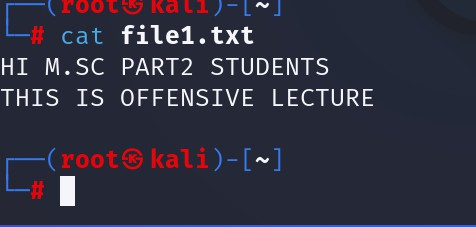 ┌──(root㉿kali)-[~]
└─# cat file1.txt
HI M.SC PART2 STUDENTS
THIS IS OFFENSIVE LECTURE

┌──(root㉿kali)-[~]
└─#